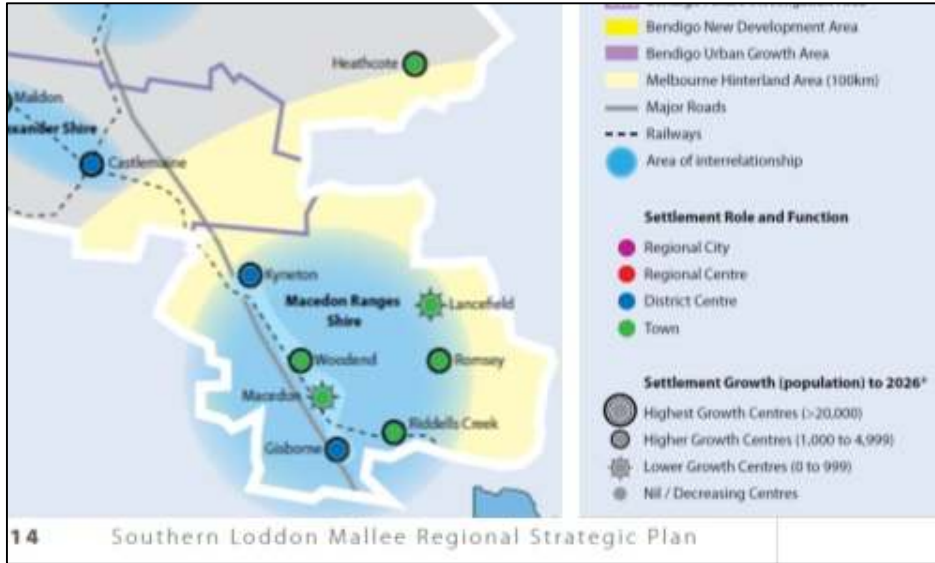 Heathcote
Maldon
Castlemaine
Kyneton
Macedon Ranges
Shire
Lancefield
Woodend
Romsey
Macedon
Riddells Creek
Gisborne
Bendigo New Development Area
Bendigo Urban Growth Area
Melbourne Hinterland Area (100km)
Major Roads
Railways
Area of interrelationship
Settlement Role and Function
Regional City
Regional Centre
District Centre
Town
Settlement Growth (population) to 2026*
Highest Growth Centres (>20,000)
Higher Growth Centres (1,000 to 4,999)
Lower Growth Centres (0 to 999)
Nil / Decreasing Centres
14 Southern Loddon Mallee Regional Strategic Plan